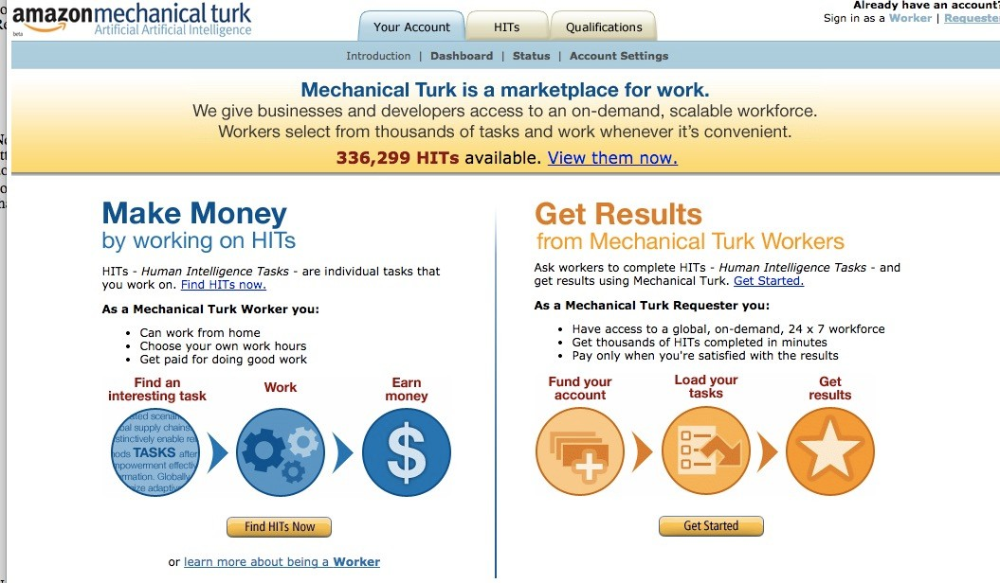 amazonmechanical turk
beta
Artificial Artificial Intelligence
Your Account
HITs
Qualifications
Already have an account?
Sign in as a Worker | Requester
Introduction | Dashboard | Status | Account Settings
Mechanical Turk is a marketplace for work.
We give businesses and developers access to an on-demand, scalable workforce.
Workers select from thousands of tasks and work whenever it's convenient.
336,299 HITs available. View them now.
Make Money
by working on HITs
HITs - Human Intelligence Tasks - are individual tasks that
you work on. Find HITs now.
As a Mechanical Turk Worker you:
• Can work from home
• Choose your own work hours
• Get paid for doing good work
Find an
interesting task
Work
Earn
money
TASKS after
$
Find HITs Now
or learn more about being a Worker
Get Results
from Mechanical Turk Workers
Ask workers to complete HITs - Human Intelligence Tasks - and
get results using Mechanical Turk. Get Started.
As a Mechanical Turk Requester you:
• Have access to a global, on-demand, 24 x 7 workforce
• Get thousands of HITs completed in minutes
• Pay only when you're satisfied with the results
Fund your
account
Load your
tasks
Get
results
Get Started